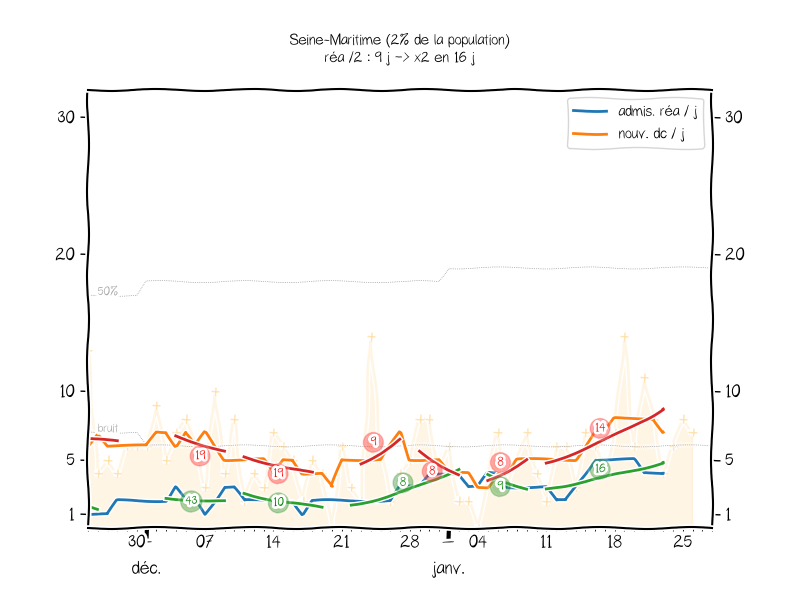 Seine-Maritime (2% de la population)
réa /2 : 9 j -> x2 en 16 j
admis. réa / j
nouv. dc / j
30 30
20 20
50%
10 10
bruit
5 5
1 1
19 19 9 8 8 14
43 10 8 9 16
30 07 14 21 28 04 11 18 25
déc. janv.